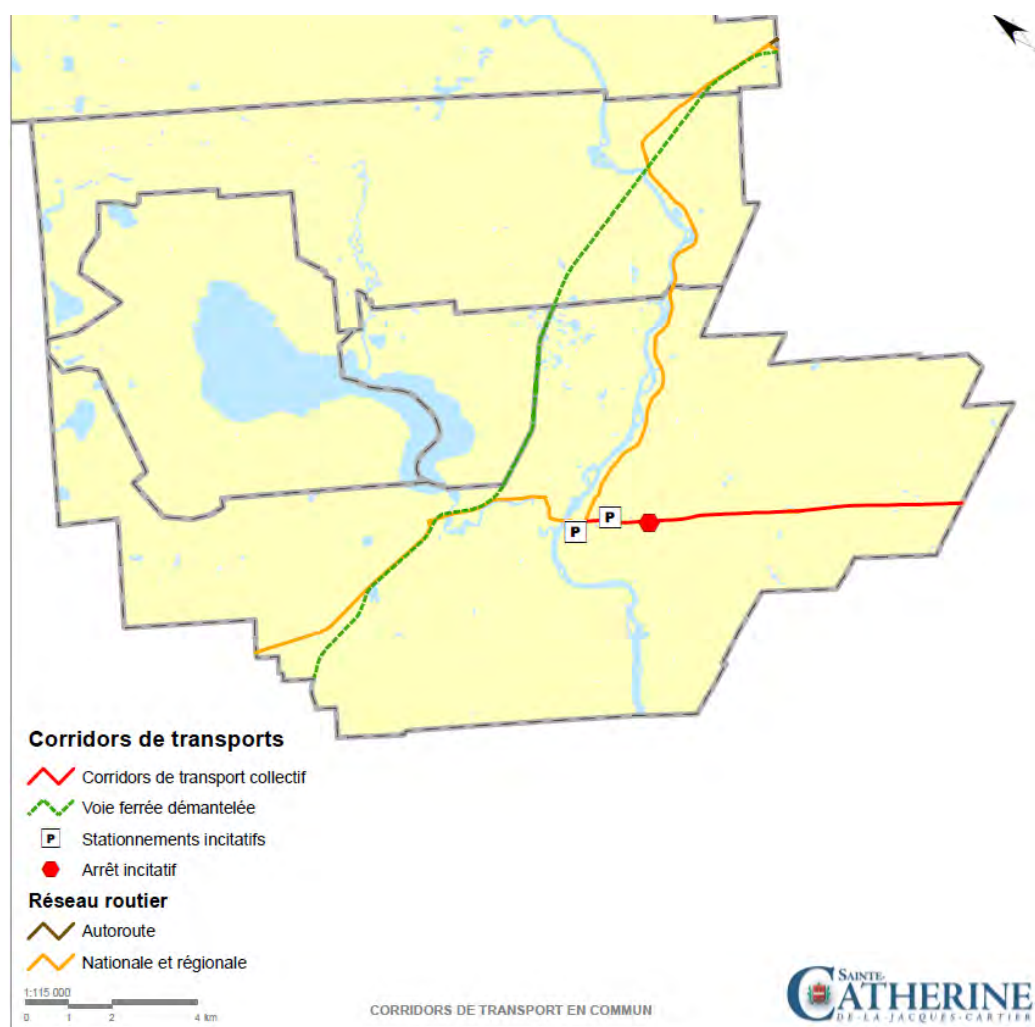 P
P
Corridors de transports
Corridors de transport collectif
Voie ferrée démantelée
P Stationnements incitatifs
Arrêt incitatif
Réseau routier
Autoroute
Nationale et régionale
1:115 000
0 1 2 4 km
CORRIDORS DE TRANSPORT EN COMMUN
SAINTE-
CATHERINE
DE-LA-JACQUES-CARTIER